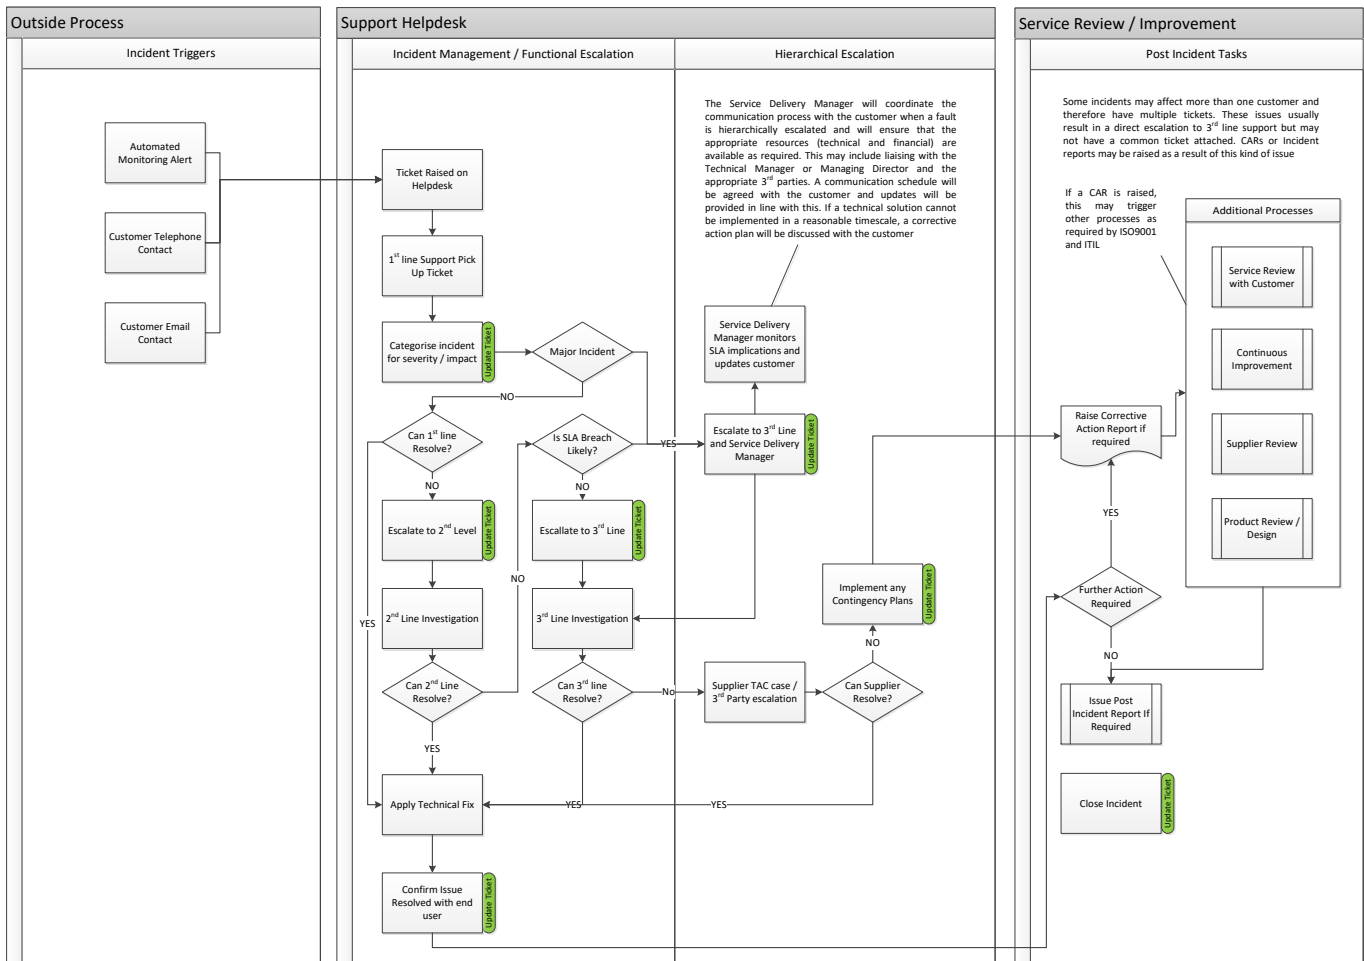 Outside Process
Incident Triggers
Automated
Monitoring Alert
Customer Telephone
Contact
Customer Email
Contact
Support Helpdesk
Incident Management / Functional Escalation
Ticket Raised on
Helpdesk
1st line Support Pick
Up Ticket
Categorise incident
for severity / impact
Update Ticket
Major Incident
NO
Can 1st line
Resolve?
Is SLA Breach
Likely?
YES
NO
NO
Escalate to 2nd Level
Update Ticket
Escallate to 3rd Line
Update Ticket
NO
YES
2nd Line Investigation
3rd Line Investigation
Can 2nd Line
Resolve?
Can 3rd line
Resolve?
No
YES
Apply Technical Fix
YES
YES
Confirm Issue
Resolved with end
user
Update Ticket
Hierarchical Escalation
The Service Delivery Manager will coordinate the
communication process with the customer when a fault
is hierarchically escalated and will ensure that the
appropriate resources (technical and financial) are
available as required. This may include liaising with the
Technical Manager or Managing Director and the
appropriate 3rd parties. A communication schedule will
be agreed with the customer and updates will be
provided in line with this. If a technical solution cannot
be implemented in a reasonable timescale, a corrective
action plan will be discussed with the customer
Service Delivery
Manager monitors
SLA implications and
updates customer
Escalate to 3rd Line
and Service Delivery
Manager
Update Ticket
Implement any
Contingency Plans
Update Ticket
NO
Supplier TAC case /
3rd Party escalation
Can Supplier
Resolve?
Service Review / Improvement
Post Incident Tasks
Some incidents may affect more than one customer and
therefore have multiple tickets. These issues usually
result in a direct escalation to 3rd line support but may
not have a common ticket attached. CARs or Incident
reports may be raised as a result of this kind of issue
If a CAR is raised,
this may trigger
other processes as
required by ISO9001
and ITIL
Additional Processes
Service Review
with Customer
Continuous
Improvement
Supplier Review
Product Review /
Design
Raise Corrective
Action Report if
required
YES
Further Action
Required
NO
Issue Post
Incident Report If
Required
Close Incident
Update Ticket